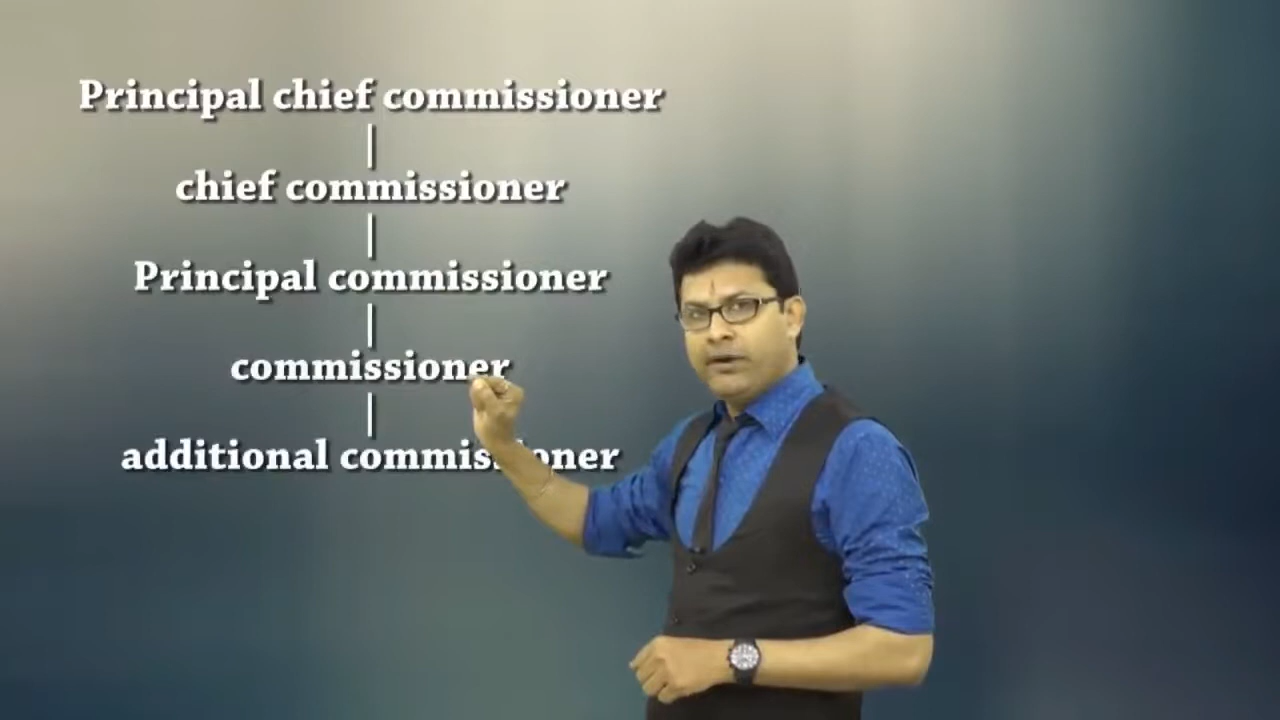 Principal chief commissioner
chief commissioner
Principal commissioner
commissioner
additional commissioner